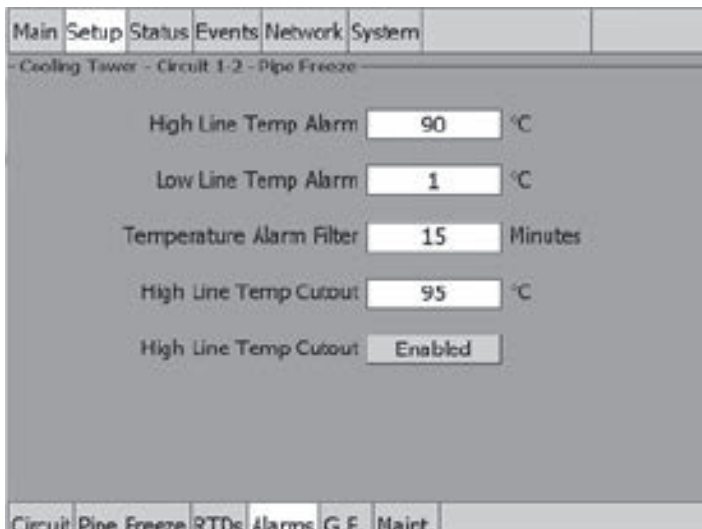 Main Setup Status Events Network System
Cooling Tower - Circuit 1-2 - Pipe Freeze
High Line Temp Alarm 90 °C
Low Line Temp Alarm 1 °C
Temperature Alarm Filter 15 Minutes
High Line Temp Cutout 95 °C
High Line Temp Cutout Enabled
Circuit Pipe Freeze RTDs Alarms G.F. Maint.